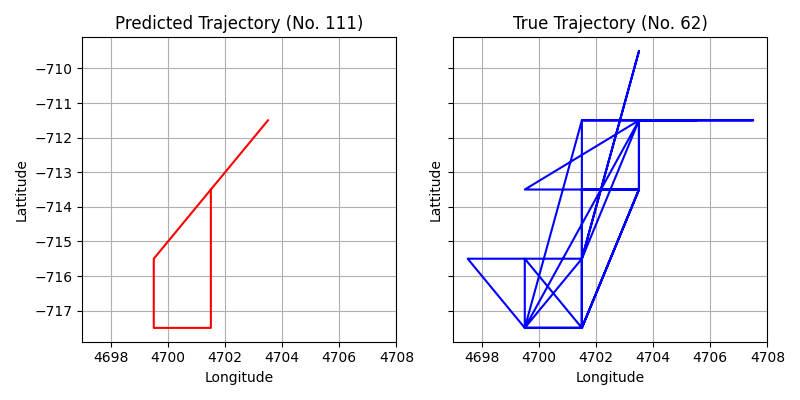 Predicted Trajectory (No. 111)
True Trajectory (No. 62)
Lattitude
−710
−711
−712
−713
−714
−715
−716
−717
4698 4700 4702 4704 4706 4708
Longitude
Lattitude
4698 4700 4702 4704 4706 4708
Longitude